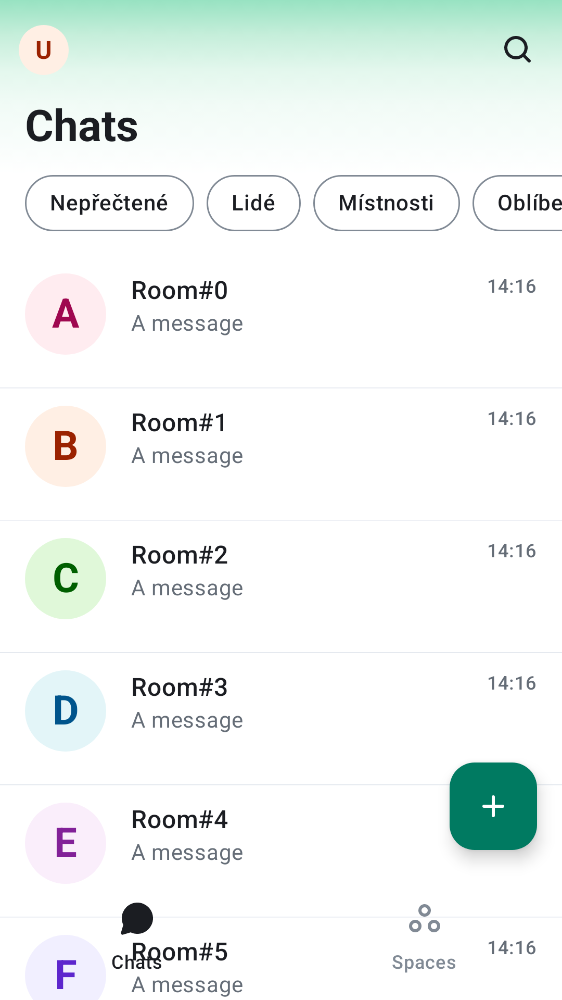 U
Chats
Nepřečtené Lidé Místnosti Oblíbe
A Room#0 14:16
A message
B Room#1 14:16
A message
C Room#2 14:16
A message
D Room#3 14:16
A message
E Room#4
A message
F Room#5 14:16
A message
Chats Spaces